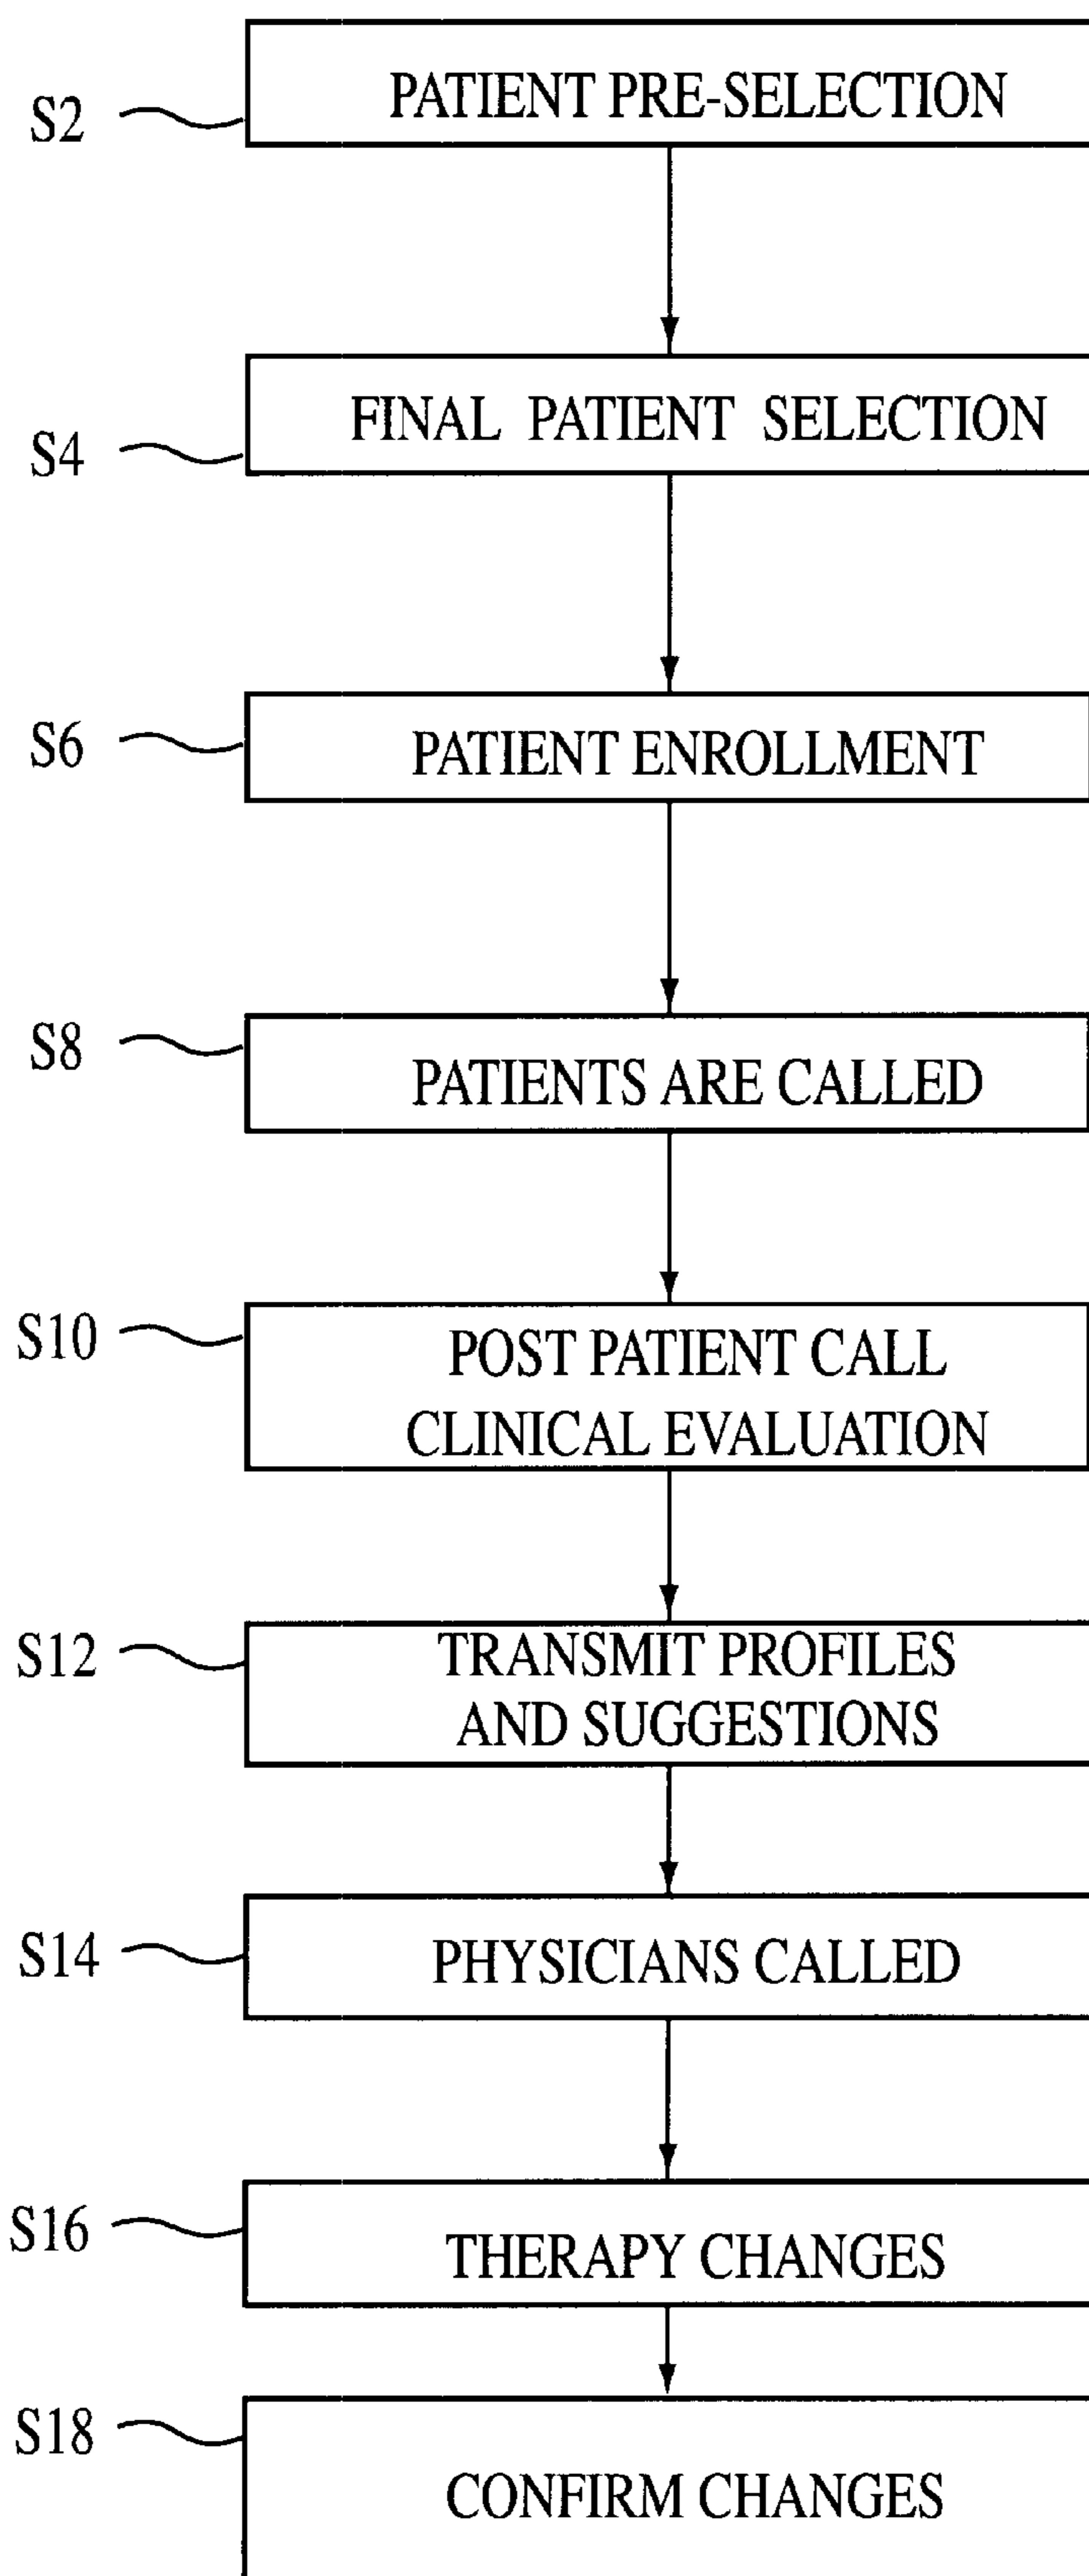 S2 PATIENT PRE-SELECTION
S4 FINAL PATIENT SELECTION
S6 PATIENT ENROLLMENT
S8 PATIENTS ARE CALLED
S10 POST PATIENT CALL
CLINICAL EVALUATION
S12 TRANSMIT PROFILES
AND SUGGESTIONS
S14 PHYSICIANS CALLED
S16 THERAPY CHANGES
S18 CONFIRM CHANGES